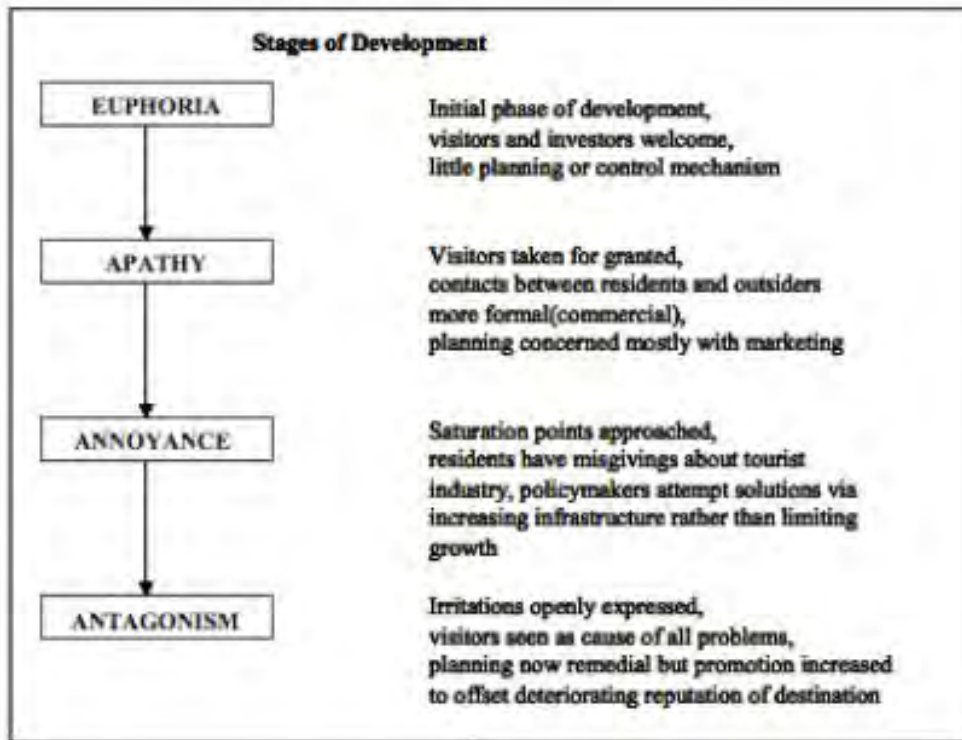 Stages of Development
EUPHORIA
Initial phase of development,
visitors and investors welcome,
little planning or control mechanism
APATHY
Visitors taken for granted,
contacts between residents and outsiders
more formal(commercial),
planning concerned mostly with marketing
ANNOYANCE
Saturation points approached,
residents have misgivings about tourist
industry, policymakers attempt solutions via
increasing infrastructure rather than limiting
growth
ANTAGONISM
Irritations openly expressed,
visitors seen as cause of all problems,
planning now remedial but promotion increased
to offset deteriorating reputation of destination